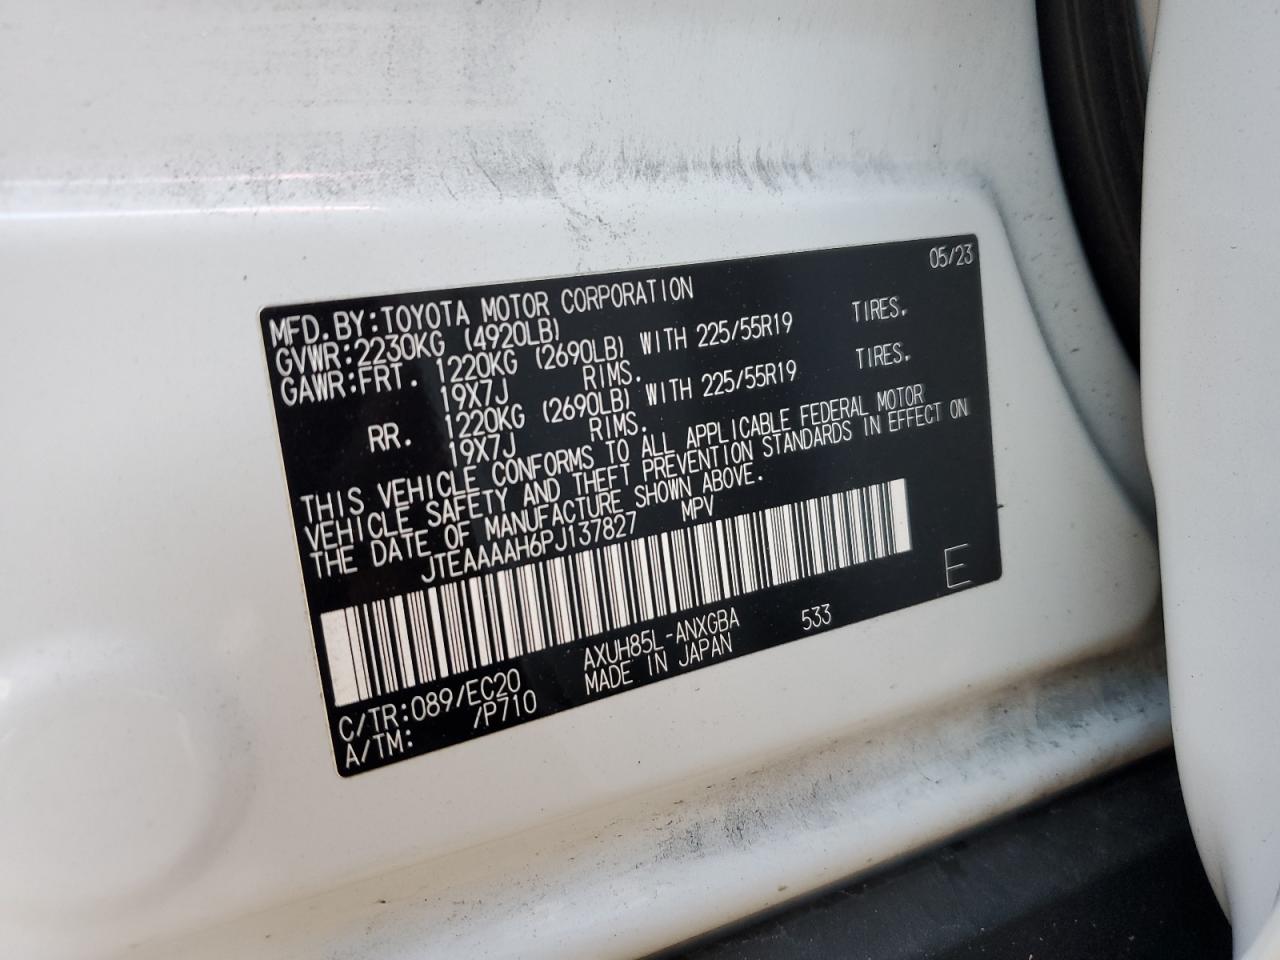 05/23
MFD.BY:TOYOTA MOTOR CORPORATION
GVWR:2230KG (4920LB)
GAWR:FRT. 1220KG (2690LB) WITH 225/55R19 TIRES.
19X7J RIMS.
RR. 1220KG (2690LB) WITH 225/55R19 TIRES.
19X7J RIMS.
THIS VEHICLE CONFORMS TO ALL APPLICABLE FEDERAL MOTOR
VEHICLE SAFETY AND THEFT PREVENTION STANDARDS IN EFFECT ON
THE DATE OF MANUFACTURE SHOWN ABOVE.
JTEAAAAH6PJ137827 MPV
E
C/TR:089/EC20 AXUH85L-ANXGBA 533
A/TM: /P710 MADE IN JAPAN